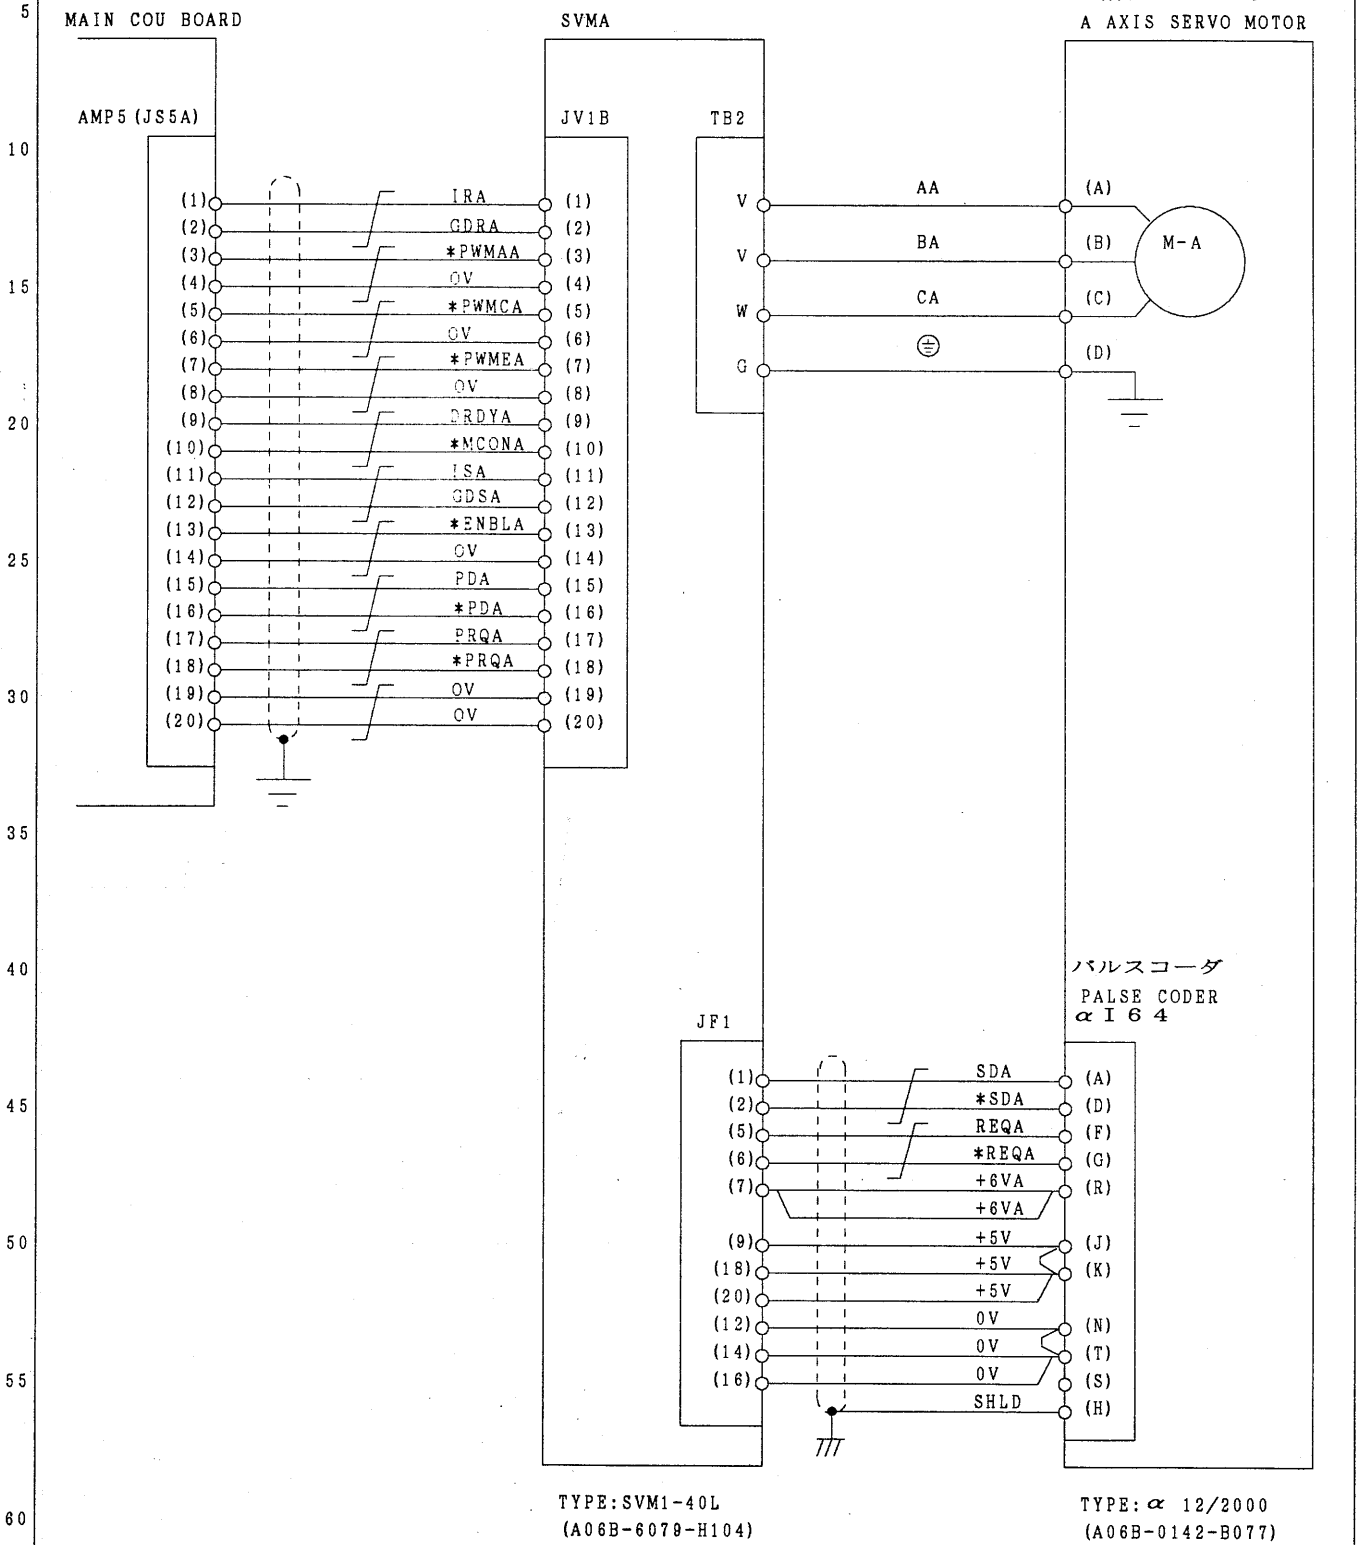 5
MAIN COU BOARD
SVMA
A AXIS SERVO MOTOR
AMP5(JS5A)
JV1B
TB2
10
(1) IRA (1)
(2) GDRA (2)
(3) *PWMAA (3)
(4) 0V (4)
15
(5) *PWMCA (5)
(6) 0V (6)
(7) *PWMEA (7)
(8) 0V (8)
20
(9) DRDYA (9)
(10) *MCONA (10)
(11) ISA (11)
(12) GDSA (12)
(13) *ENBLA (13)
25
(14) 0V (14)
(15) PDA (15)
(16) *PDA (16)
(17) PRQA (17)
(18) *PRQA (18)
30
(19) 0V (19)
(20) 0V (20)
V AA (A)
V BA (B)
M-A
W CA (C)
G (D)
35
40
パルスコーダ
PALSE CODER
αI64
JF1
(1) SDA (A)
45
(2) *SDA (D)
(5) REQA (F)
(6) *REQA (G)
(7) +6VA (R)
+6VA
50
(9) +5V (J)
(18) +5V (K)
(20) +5V
(12) 0V (N)
(14) 0V (T)
55
(16) 0V (S)
SHLD (H)
60
TYPE:SVM1-40L
(A06B-6079-H104)
TYPE:α 12/2000
(A06B-0142-B077)